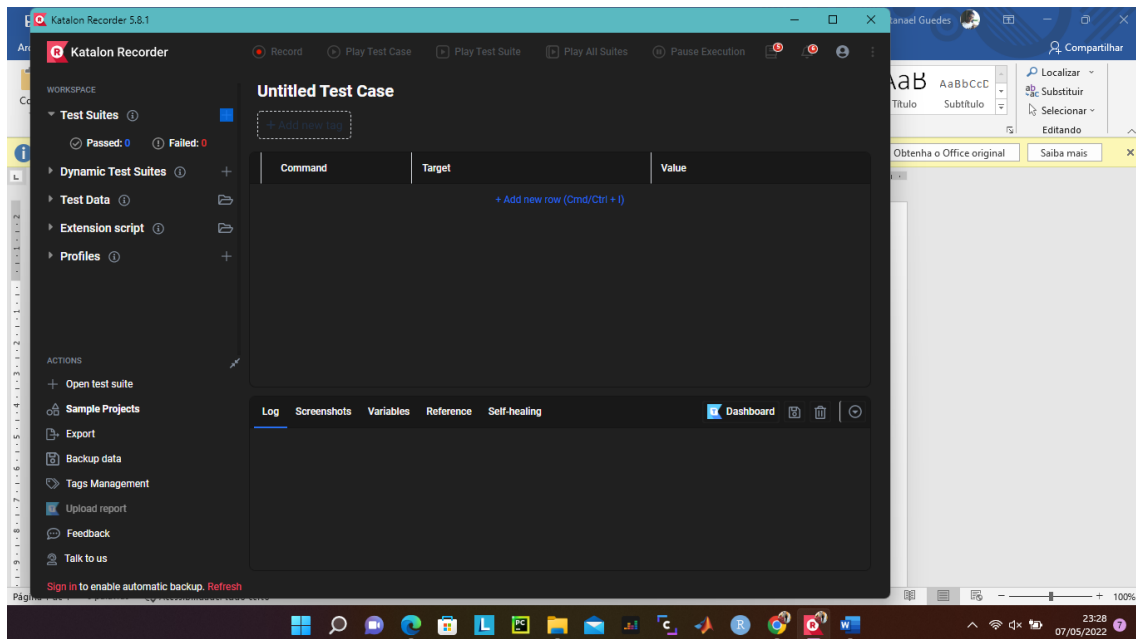 Katalon Recorder 5.8.1
Katalon Recorder
Record
Play Test Case
Play Test Suite
Play All Suites
Pause Execution
WORKSPACE
Test Suites
Passed: 0
Failed: 0
Dynamic Test Suites
Test Data
Extension script
Profiles
Untitled Test Case
+ Add new tag
Command Target Value
+ Add new row (Cmd/Ctrl + I)
ACTIONS
Open test suite
Sample Projects
Export
Backup data
Tags Management
Upload report
Feedback
Talk to us
Sign in to enable automatic backup. Refresh
Log Screenshots Variables Reference Self-healing
Dashboard
Guedes
Compartilhar
AaBbCcD
Título
Subtítulo
Localizar
Substituir
Selecionar
Editando
Obtenha o Office original
Saiba mais
100%
23:28
07/05/2022
7